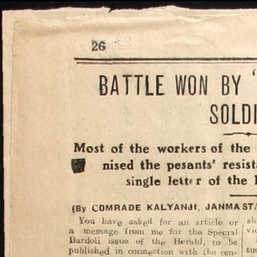 26
BATTLE WON BY "
SOLDI
Most of the workers of the
nised the pesants' resist
single letter of the
(By COMRADE KALYANJI, JANMAST
You have asked for an article or
a message from me for the Special
Bardoli issue of the Herald, to be
published in connection with the cen-